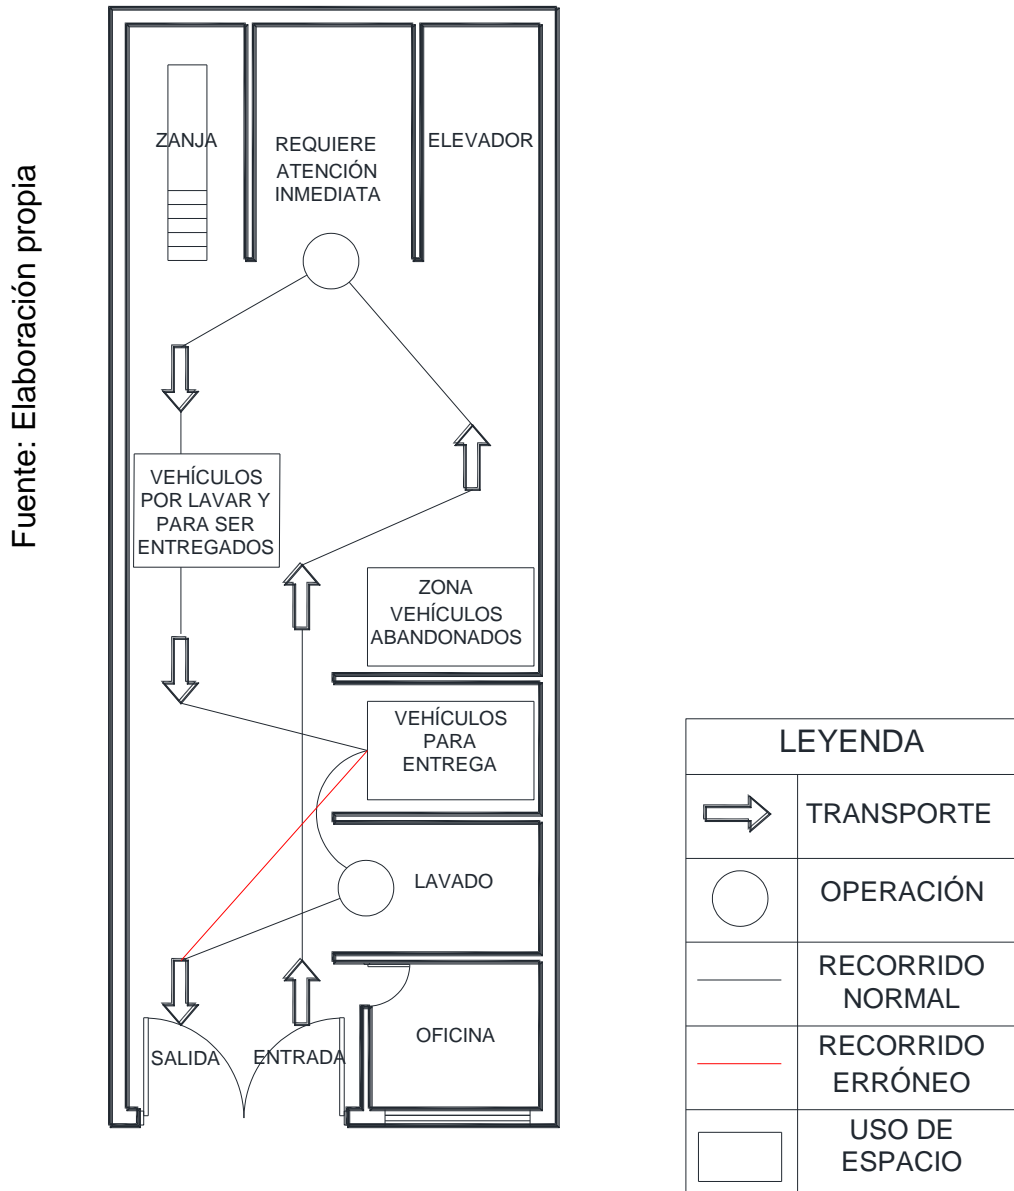 Fuente: Elaboración propia
ZANJA
REQUIERE
ATENCIÓN
INMEDIATA
ELEVADOR
VEHÍCULOS
POR LAVAR Y
PARA SER
ENTREGADOS
ZONA
VEHÍCULOS
ABANDONADOS
VEHÍCULOS
PARA
ENTREGA
LAVADO
OFICINA
SALIDA
ENTRADA
LEYENDA
TRANSPORTE
OPERACIÓN
RECORRIDO
NORMAL
RECORRIDO
ERRÓNEO
USO DE
ESPACIO